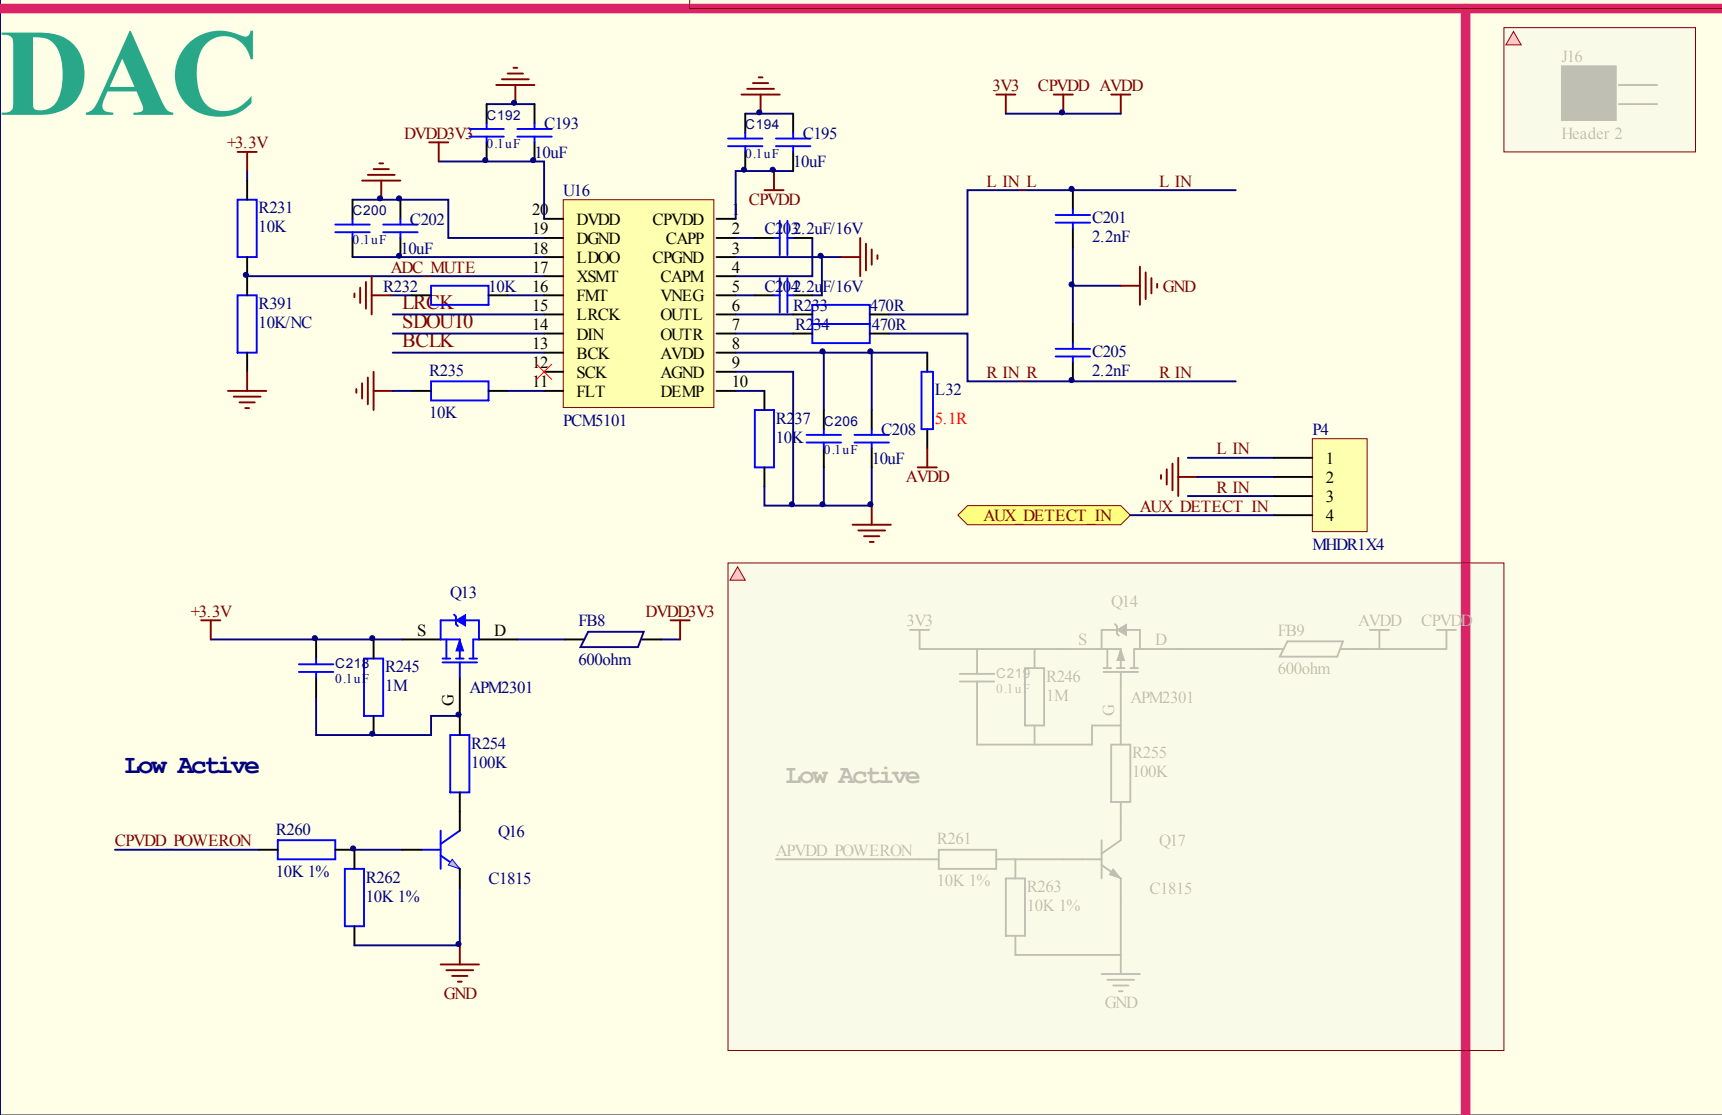 DAC
J16
Header 2
3V3 CPVDD AVDD
C192
C193
0.1uF
10uF
DVDD3V3
C194
C195
0.1uF
10uF
CPVDD
+3.3V
R231
10K
R391
10K/NC
C200
C202
0.1uF
10uF
U16
20 DVDD CPVDD 1
19 DGND CAPP 2
18 LDOO CPGND 3
17 XSMT CAPM 4
16 FMT VNEG 5
15 LRCK OUTL 6
14 DIN OUTR 7
13 BCK AVDD 8
12 SCK AGND 9
11 FLT DEMP 10
PCM5101
ADC MUTE
R232 10K
LRCK
SDOUT0
BCLK
R235
10K
C203 2.2uF/16V
C204 2.2uF/16V
R233 470R
R234 470R
L IN L L IN
C201
2.2nF
GND
C205
2.2nF
R IN R R IN
L32
5.1R
AVDD
R237
10K
C206
0.1uF
C208
10uF
P4
L IN 1
2
R IN 3
AUX DETECT IN AUX DETECT IN 4
MHDR1X4
Q13
+3.3V
S D
FB8
600ohm
DVDD3V3
C218
0.1uF
R245
1M
G
APM2301
R254
100K
Low Active
CPVDD POWERON
R260
10K 1%
R262
10K 1%
Q16
C1815
GND
Q14
3V3
S D
FB9
600ohm
AVDD CPVDD
C219
0.1uF
R246
1M
G
APM2301
R255
100K
Low Active
APVDD POWERON
R261
10K 1%
R263
10K 1%
Q17
C1815
GND